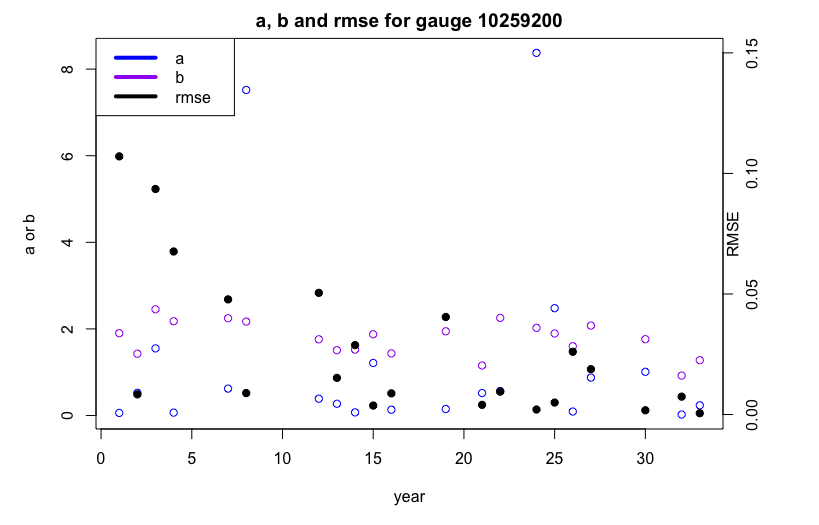 a, b and rmse for gauge 10259200
a
b
rmse
a or b
0
2
4
6
8
RMSE
0.00
0.05
0.10
0.15
0 5 10 15 20 25 30
year